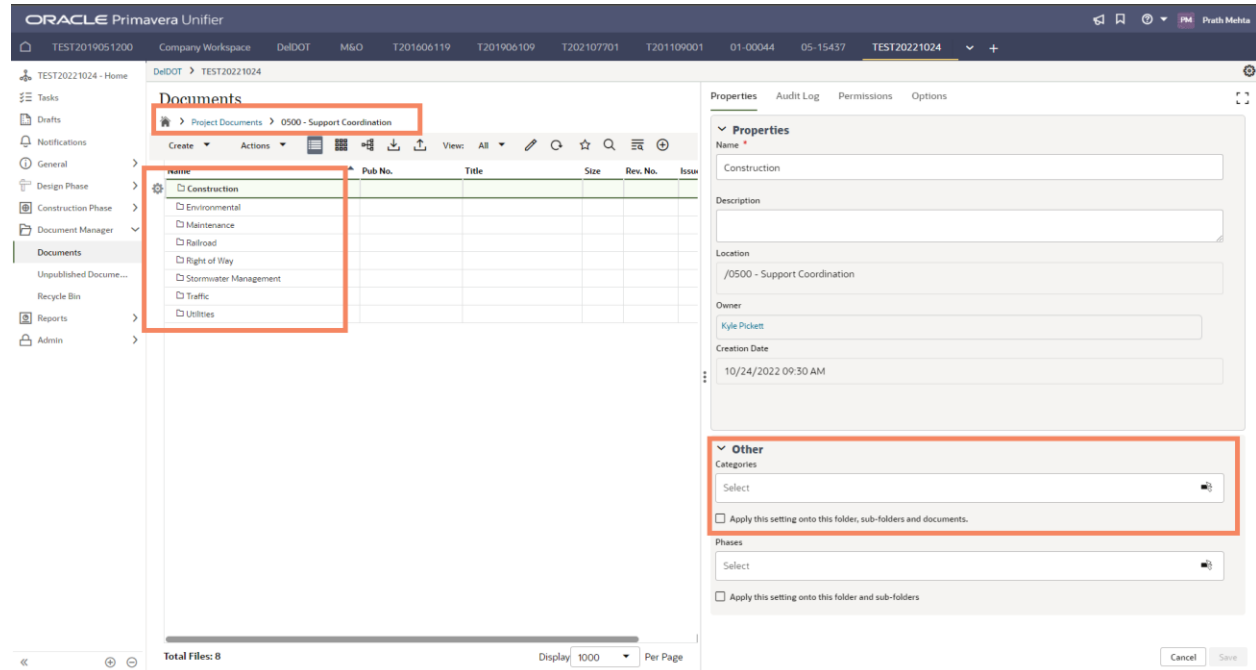 ORACLE Primavera Unifier
PM Prath Mehta
TEST2019051200 Company Workspace DelDOT M&O T201606119 T201906109 T202107701 T201109001 01-00044 05-15437 TEST20221024
TEST20221024 - Home
Tasks
Drafts
Notifications
General
Design Phase
Construction Phase
Document Manager
Documents
Unpublished Docume...
Recycle Bin
Reports
Admin
DelDOT > TEST20221024
Documents
Project Documents > 0500 - Support Coordination
Create Actions View: All
Name Pub No. Title Size Rev. No. Issu
Construction
Environmental
Maintenance
Railroad
Right of Way
Stormwater Management
Traffic
Utilities
Total Files: 8 Display 1000 Per Page
Properties Audit Log Permissions Options
Properties
Name *
Construction
Description
Location
/0500 - Support Coordination
Owner
Kyle Pickett
Creation Date
10/24/2022 09:30 AM
Other
Categories
Select
Apply this setting onto this folder, sub-folders and documents.
Phases
Select
Apply this setting onto this folder and sub-folders
Cancel Save